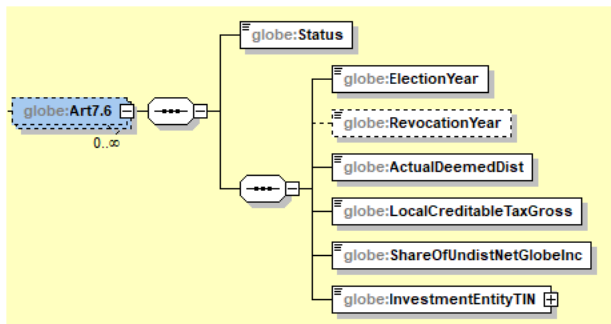 globe:Status
globe:ElectionYear
globe:Art7.6
0..∞
globe:RevocationYear
globe:ActualDeemedDist
globe:LocalCreditableTaxGross
globe:ShareOfUndistNetGlobeInc
globe:InvestmentEntityTIN